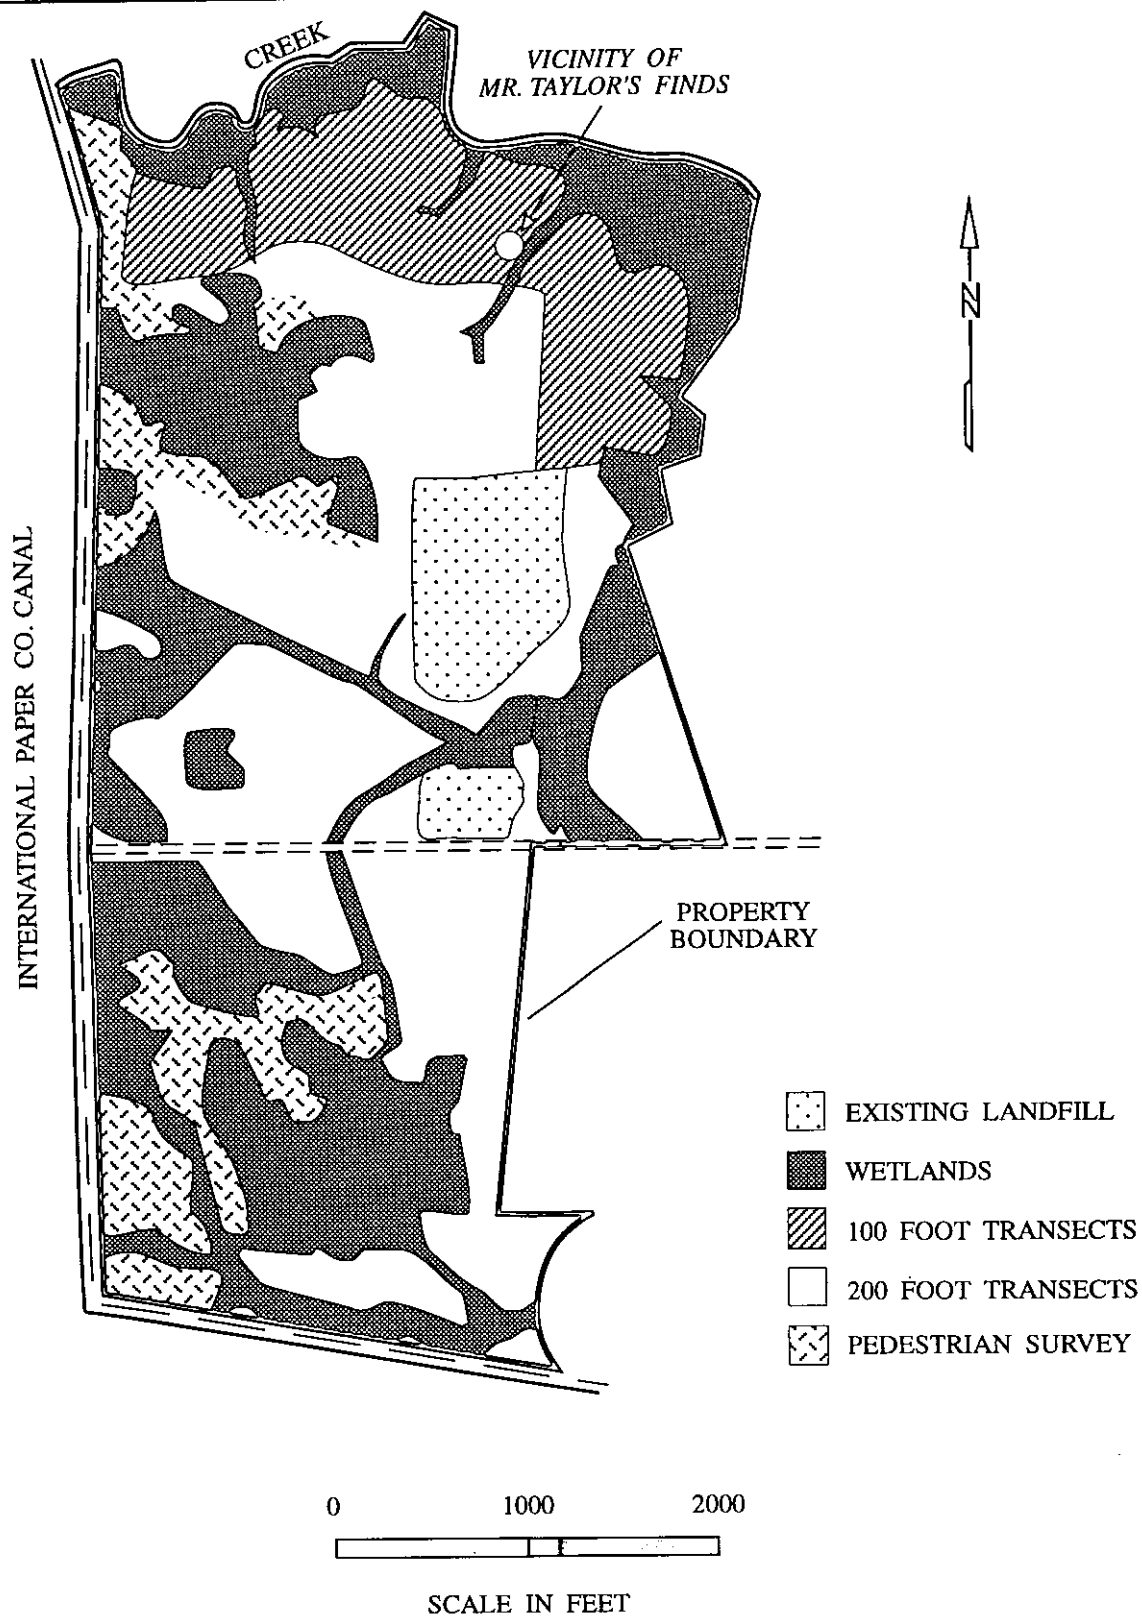 CREEK
VICINITY OF
MR. TAYLOR'S FINDS
N
INTERNATIONAL PAPER CO. CANAL
PROPERTY
BOUNDARY
EXISTING LANDFILL
WETLANDS
100 FOOT TRANSECTS
200 FOOT TRANSECTS
PEDESTRIAN SURVEY
0 1000 2000
SCALE IN FEET